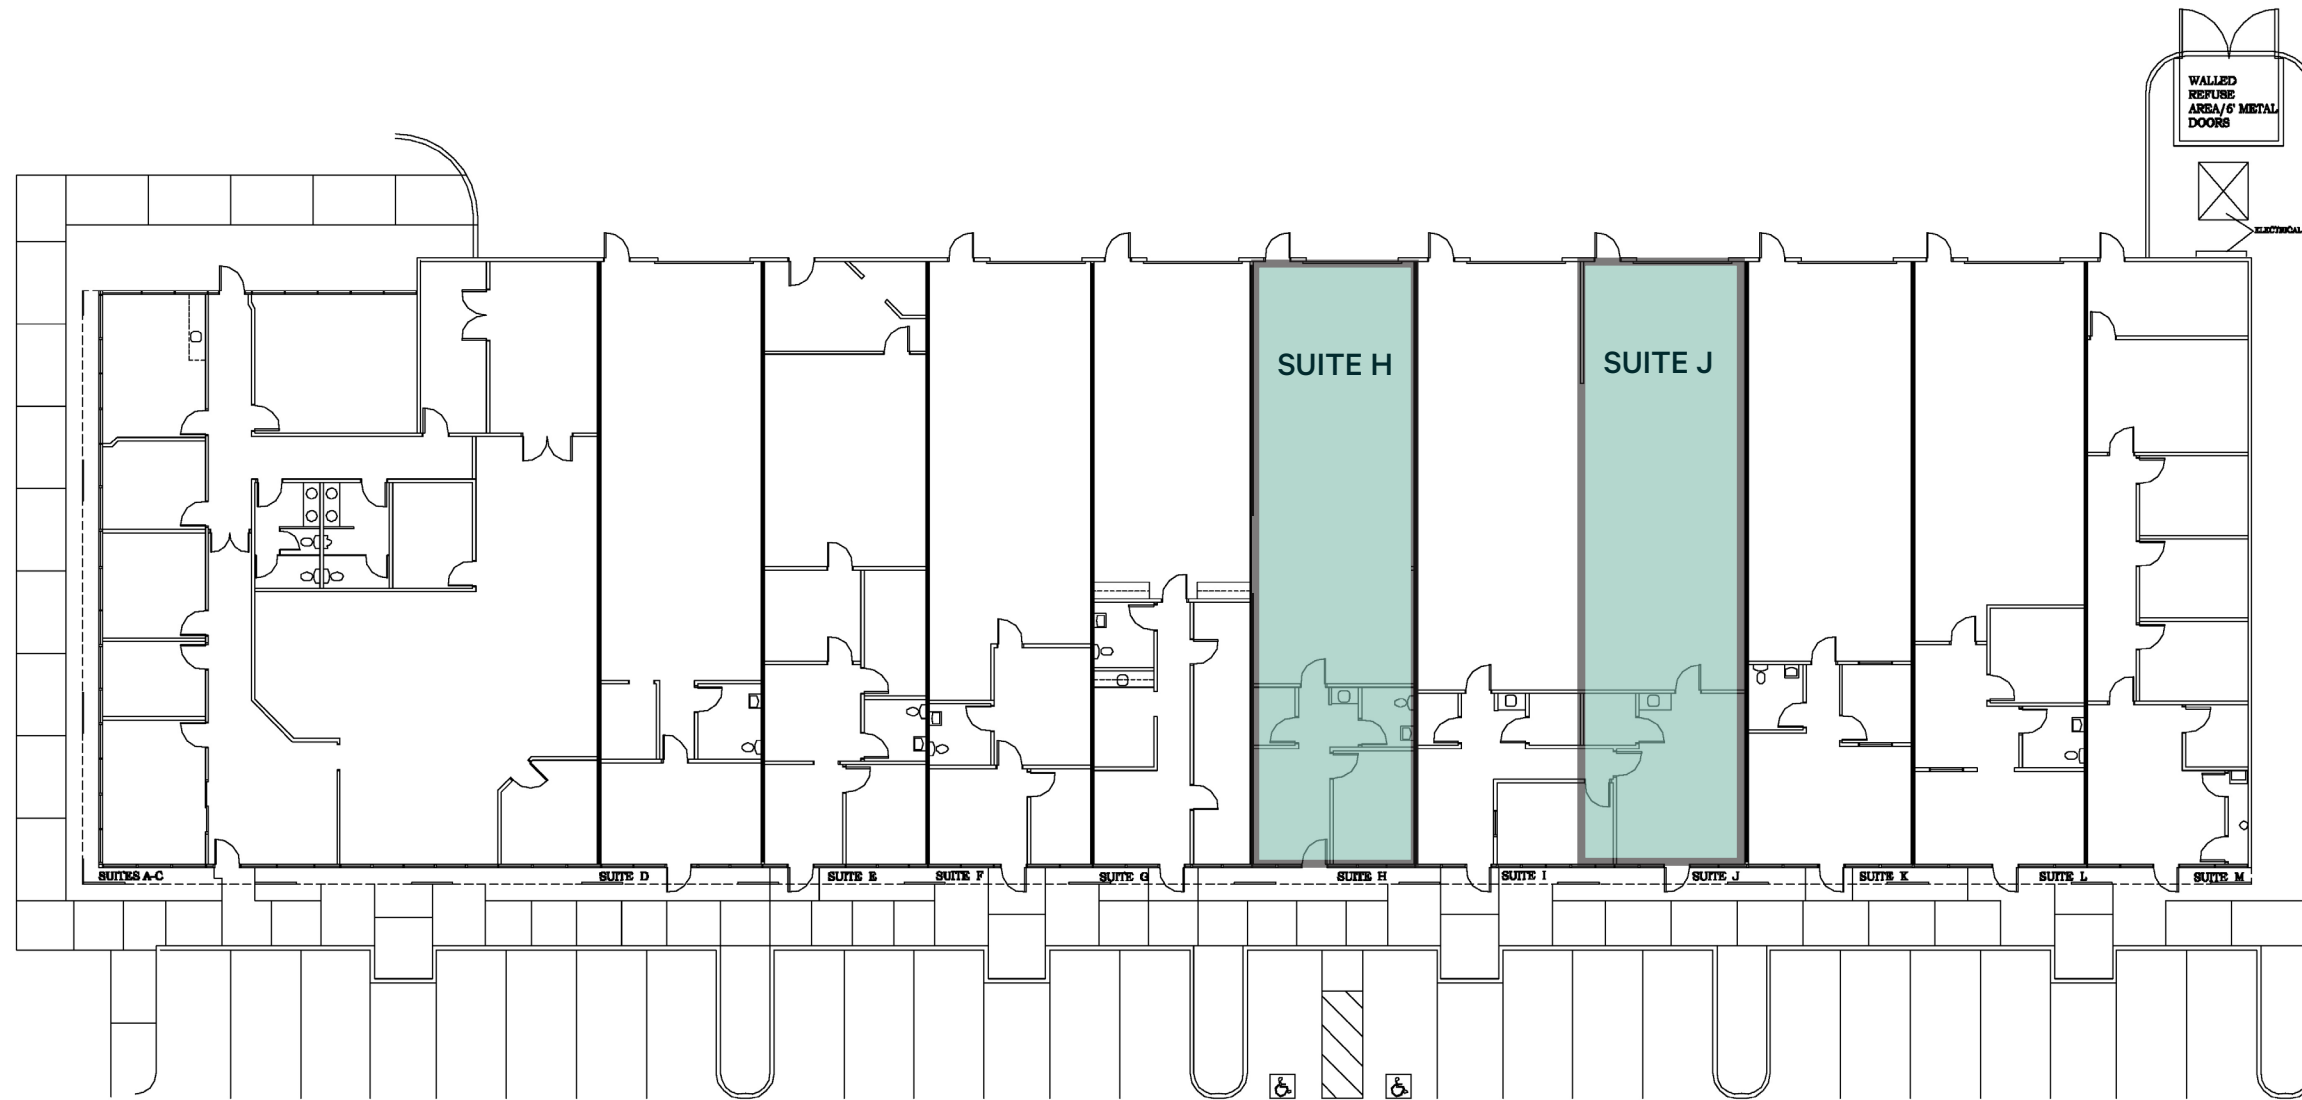 WALLED
REFUSE
AREA/6' METAL
DOORS
ELECTRICAL
SUITE H
SUITE J
SUITES A-C
SUITE D
SUITE E
SUITE F
SUITE G
SUITE H
SUITE I
SUITE J
SUITE K
SUITE L
SUITE M